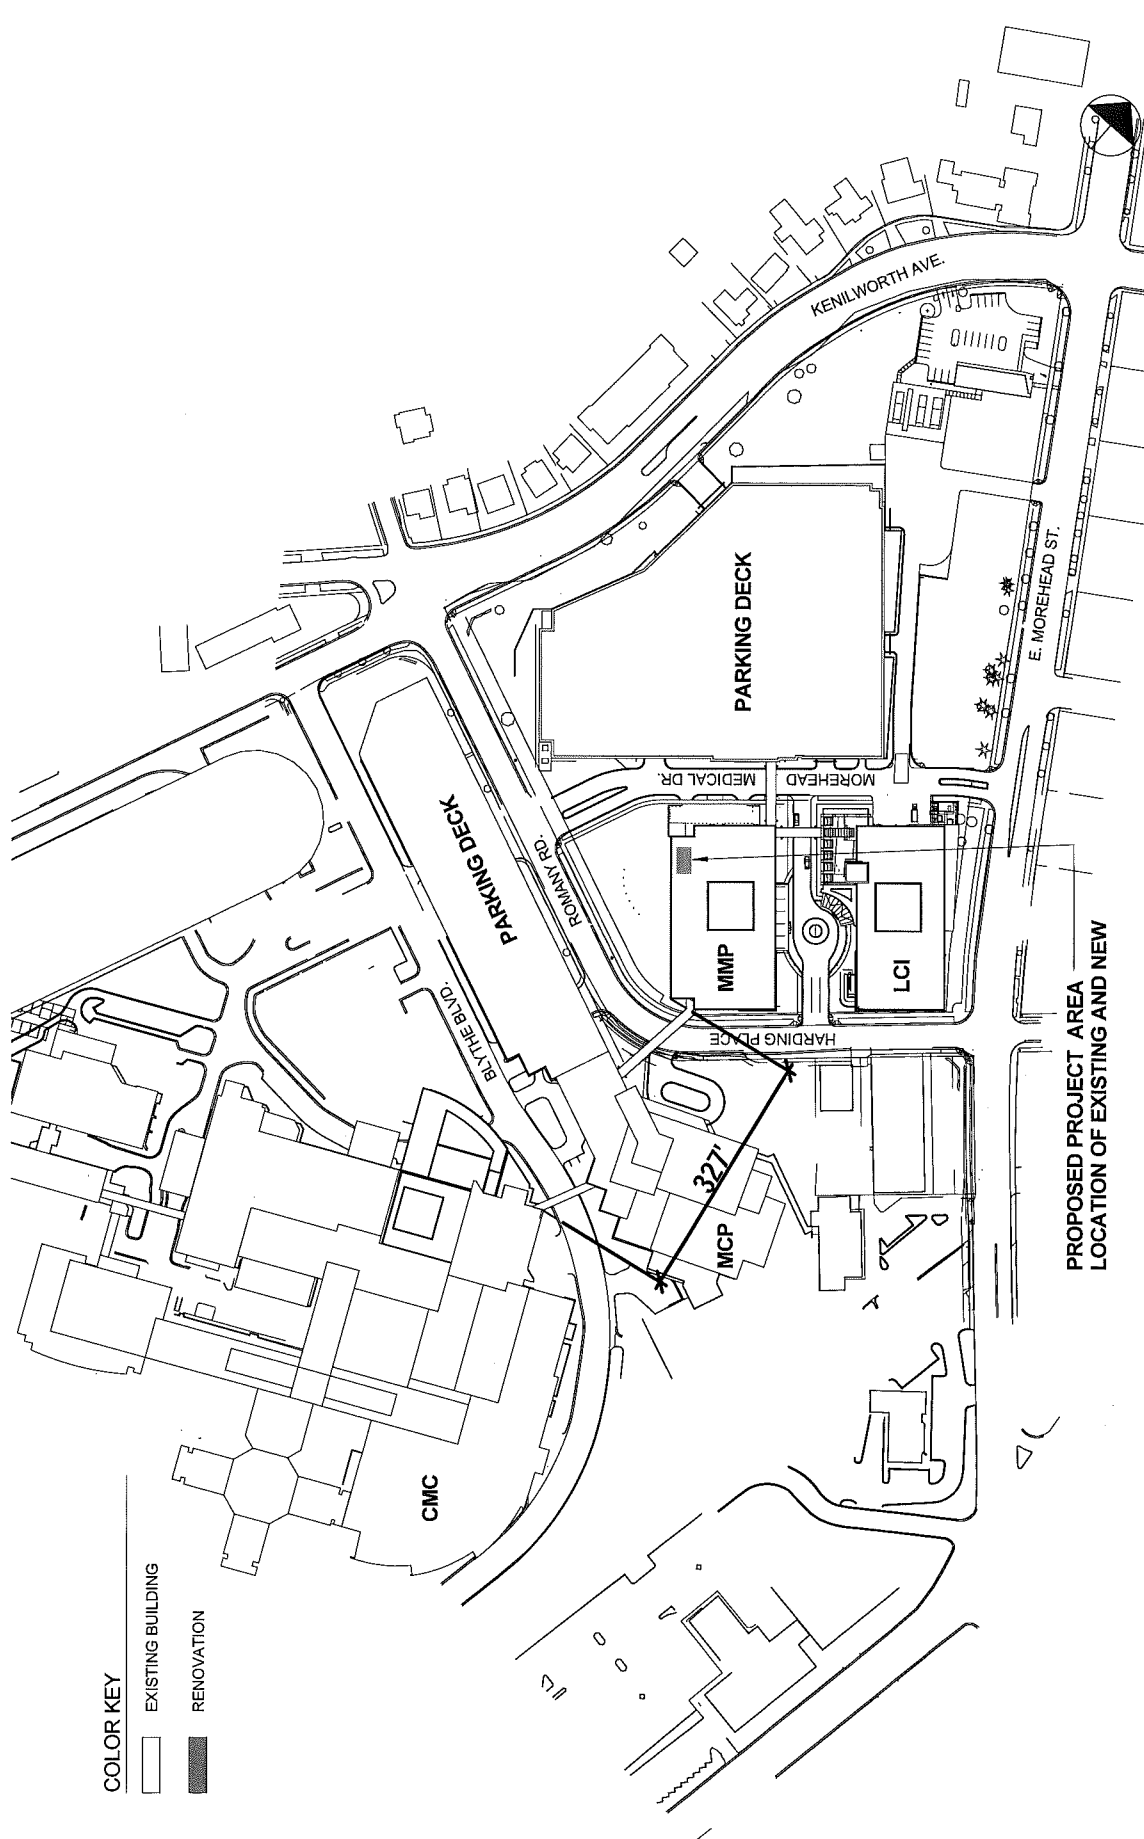 COLOR KEY
EXISTING BUILDING
RENOVATION
CMC
BLYTHE BLVD.
PARKING DECK
ROMANY RD.
KENILWORTH AVE.
PARKING DECK
MEDICAL DR.
MOREHEAD
MMP
LCI
HARDING PLACE
327'
MCP
E. MOREHEAD ST.
PROPOSED PROJECT AREA
LOCATION OF EXISTING AND NEW